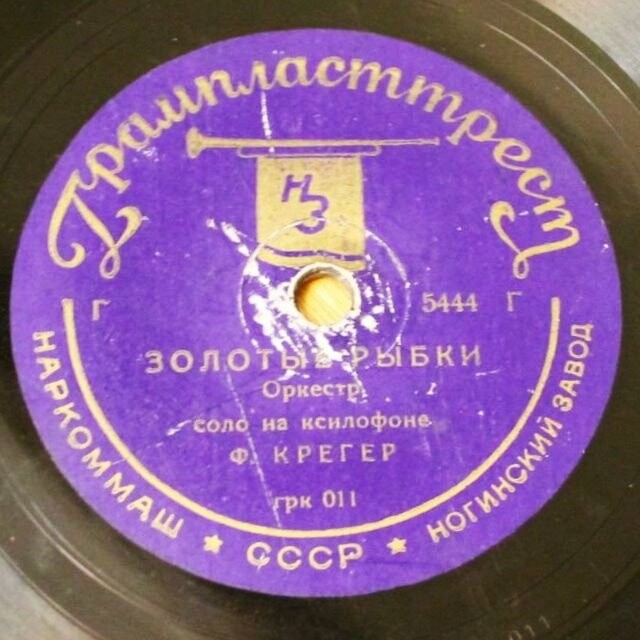 Грампласттрест
НЗ
Г 5444 Г
ЗОЛОТЫЕ РЫБКИ
Оркестр
соло на ксилофоне
Ф. КРЕГЕР
грк 011
НАРКОММАШ ★ СССР ★ НОГИНСКИЙ ЗАВОД